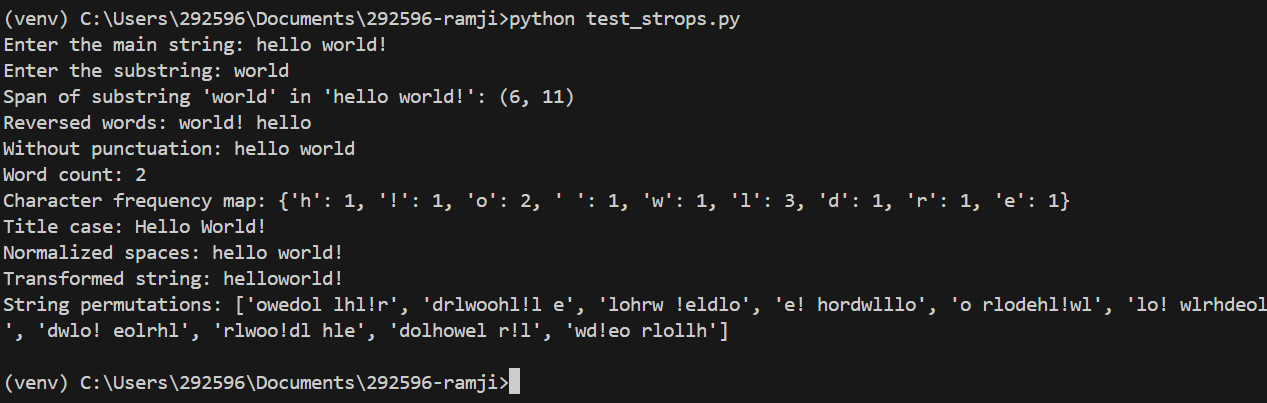 (venv) C:\Users\292596\Documents\292596-ramji>python test_strops.py
Enter the main string: hello world!
Enter the substring: world
Span of substring 'world' in 'hello world!': (6, 11)
Reversed words: world! hello
Without punctuation: hello world
Word count: 2
Character frequency map: {'h': 1, '!': 1, 'o': 2, ' ': 1, 'w': 1, 'l': 3, 'd': 1, 'r': 1, 'e': 1}
Title case: Hello World!
Normalized spaces: hello world!
Transformed string: helloworld!
String permutations: ['owedol lhl!r', 'drlwoohl!l e', 'lohrw !eldlo', 'e! hordwlllo', 'o rlodehl!wl', 'lo! wlrhdeol
', 'dwlo! eolrhl', 'rlwoo!dl hle', 'dolhowel r!l', 'wd!eo rlollh']
(venv) C:\Users\292596\Documents\292596-ramji>